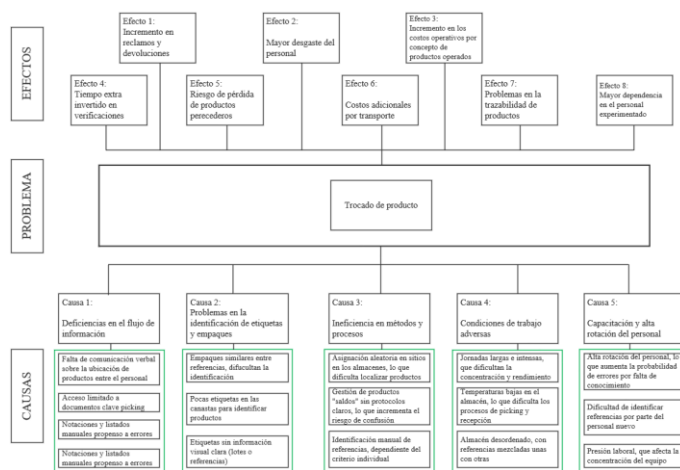 EFECTOS
Efecto 1:
Incremento en
reclamos y
devoluciones
Efecto 2:
Mayor desgaste del
personal
Efecto 3:
Incremento en los
costos operativos por
concepto de
productos operados
Efecto 4:
Tiempo extra
invertido en
verificaciones
Efecto 5:
Riesgo de pérdida
de productos
perecederos
Efecto 6:
Costos adicionales
por transporte
Efecto 7:
Problemas en la
trazabilidad de
productos
Efecto 8:
Mayor dependencia
en el personal
experimentado
PROBLEMA
Trocado de producto
CAUSAS
Causa 1:
Deficiencias en el flujo de
información
Falta de comunicación verbal
sobre la ubicación de
productos entre el personal
Acceso limitado a
documentos clave picking
Notaciones y listados
manuales propenso a errores
Notaciones y listados
manuales propenso a errores
Causa 2:
Problemas en la
identificación de etiquetas
y empaques
Empaques similares entre
referencias, dificultan la
identificación
Pocas etiquetas en las
canastas para identificar
productos
Etiquetas sin información
visual clara (lotes o
referencias)
Causa 3:
Ineficiencia en métodos y
procesos
Asignación aleatoria en sitios
en los almacenes, lo que
dificulta localizar productos
Gestión de productos
"saldos" sin protocolos
claros, lo que incrementa el
riesgo de confusión
Identificación manual de
referencias, dependiente del
criterio individual
Causa 4:
Condiciones de trabajo
adversas
Jornadas largas e intensas,
que dificultan la
concentración y rendimiento
Temperaturas bajas en el
almacén, lo que dificulta los
procesos de picking y
recepción
Almacén desordenado, con
referencias mezcladas unas
con otras
Causa 5:
Capacitación y alta
rotación del personal
Alta rotación del personal, lo
que aumenta la probabilidad
de errores por falta de
conocimiento
Dificultad de identificar
referencias por parte del
personal nuevo
Presión laboral, que afecta la
concentración del equipo